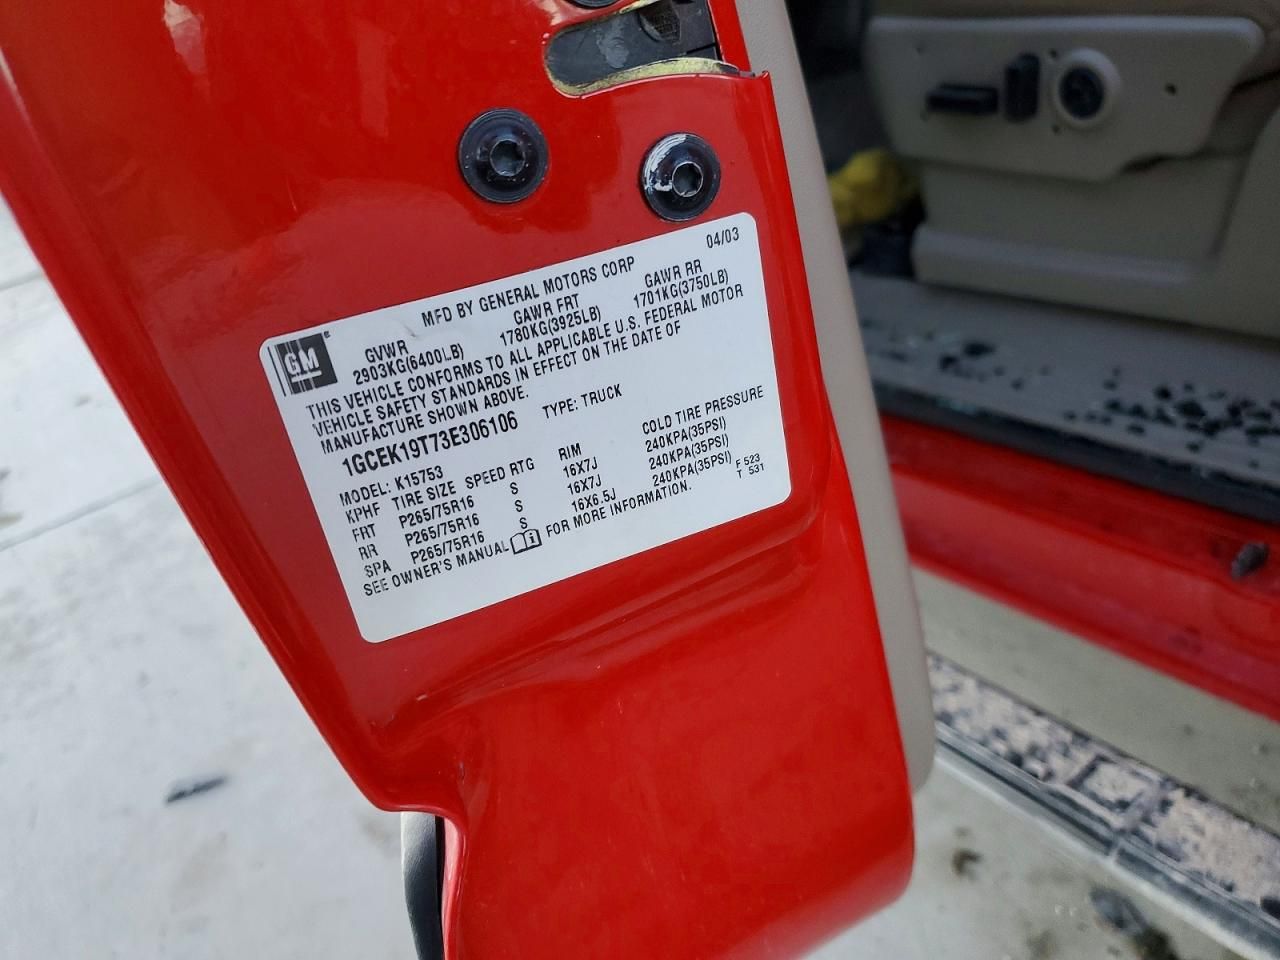 04/03
MFD BY GENERAL MOTORS CORP
GM
®
GVWR GAWR FRT GAWR RR
2903KG(6400LB) 1780KG(3925LB) 1701KG(3750LB)
THIS VEHICLE CONFORMS TO ALL APPLICABLE U.S. FEDERAL MOTOR
VEHICLE SAFETY STANDARDS IN EFFECT ON THE DATE OF
MANUFACTURE SHOWN ABOVE.
1GCEK19T73E306106 TYPE: TRUCK
MODEL: K15753
KPHF TIRE SIZE SPEED RTG RIM COLD TIRE PRESSURE
FRT P265/75R16 S 16X7J 240KPA(35PSI)
RR P265/75R16 S 16X7J 240KPA(35PSI)
SPA P265/75R16 S 16X6.5J 240KPA(35PSI)
SEE OWNER'S MANUAL FOR MORE INFORMATION.
F 523
T 531